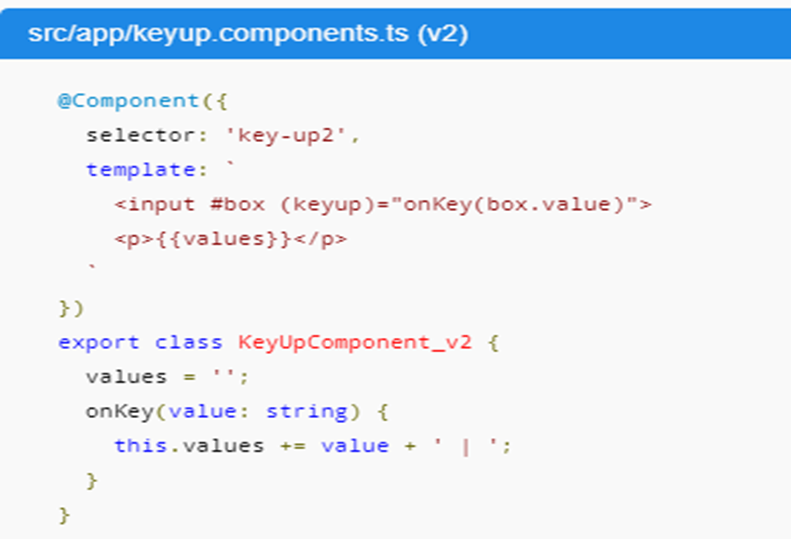 src/app/keyup.components.ts (v2)
@Component({
  selector: 'key-up2',
  template: `
    <input #box (keyup)="onKey(box.value)">
    <p>{{values}}</p>
  `
})
export class KeyUpComponent_v2 {
  values = '';
  onKey(value: string) {
    this.values += value + ' | ';
  }
}